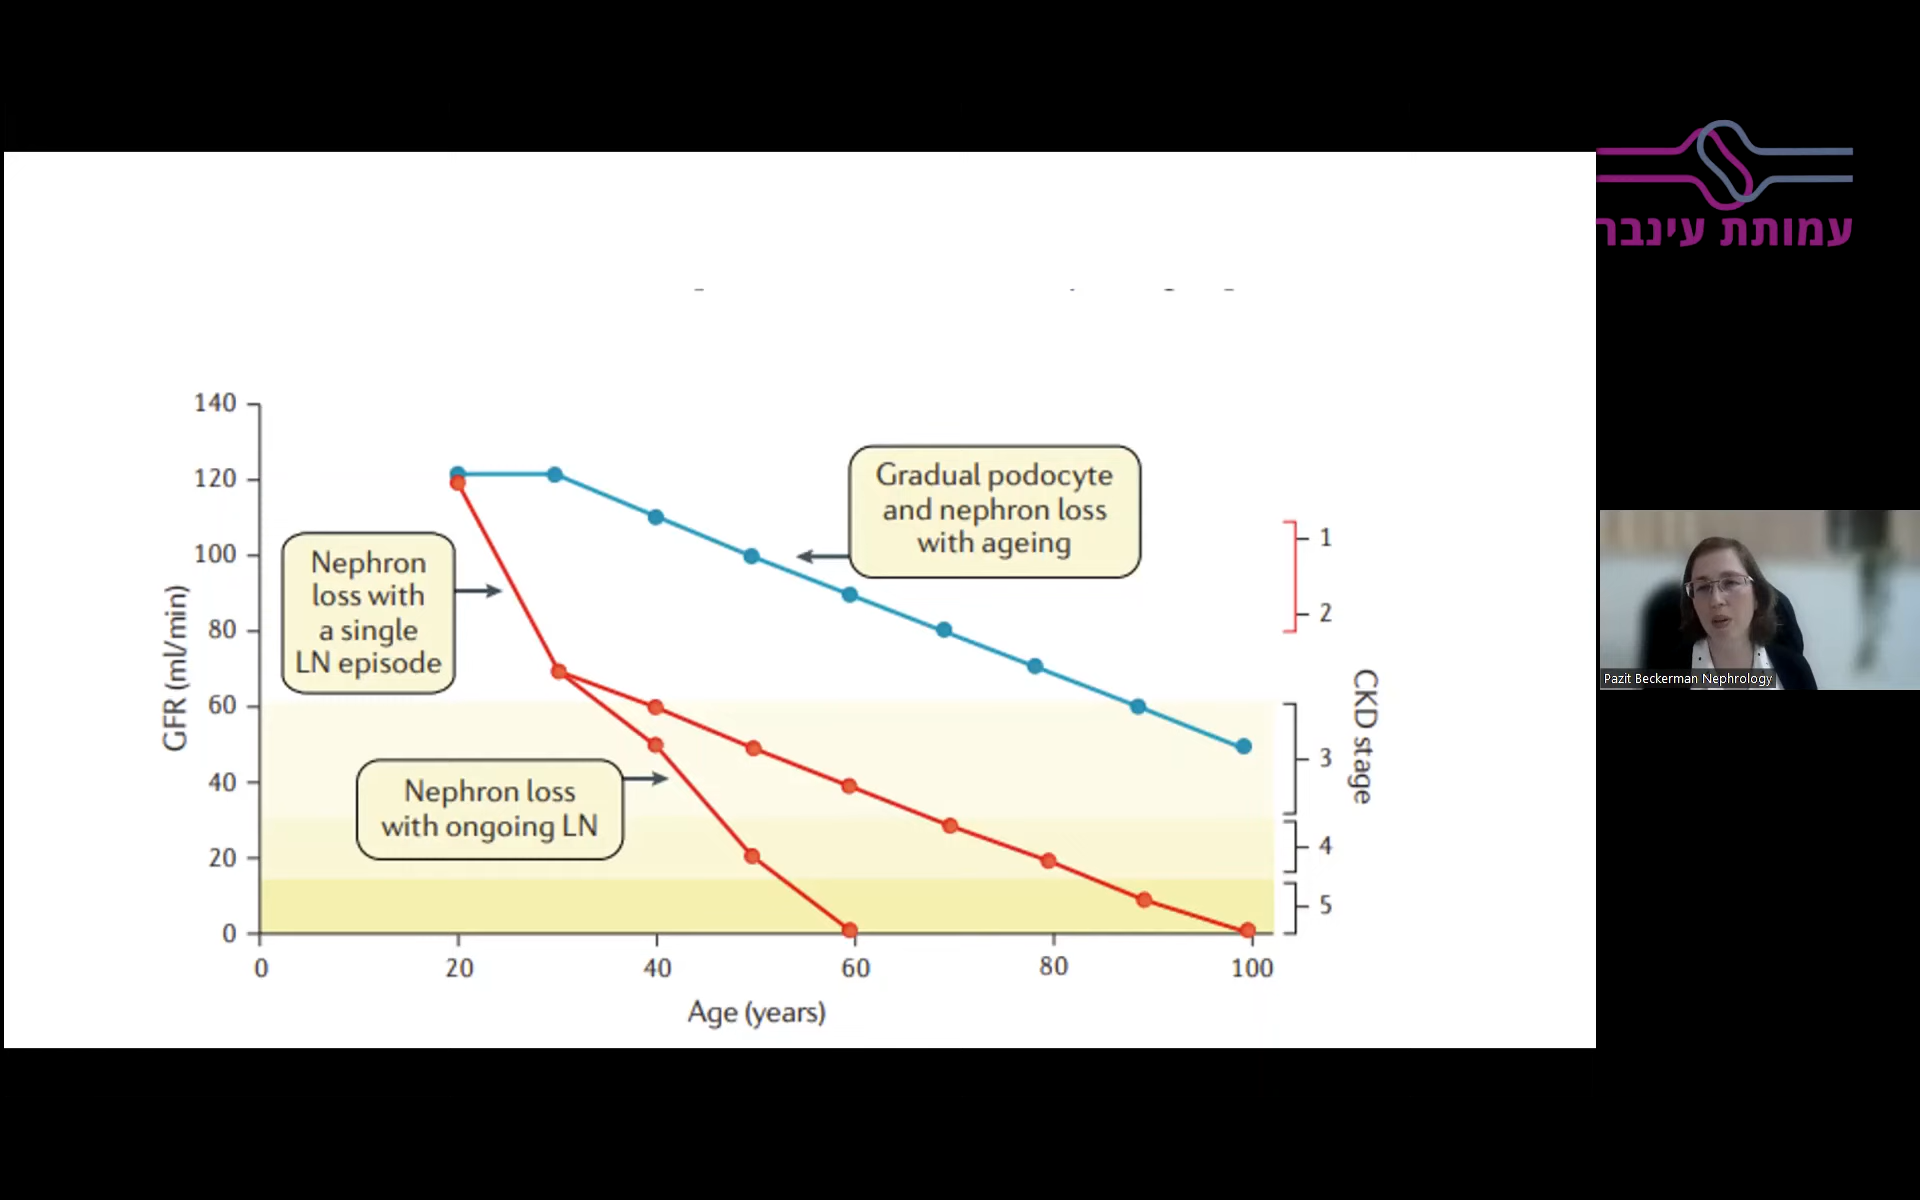 עמותת עינבר
140
120
100
80
60
40
20
0
GFR (ml/min)
0
20
40
60
80
100
Age (years)
Nephron
loss with
a single
LN episode
Nephron loss
with ongoing LN
Gradual podocyte
and nephron loss
with ageing
1
2
3
4
5
CKD stage
Pazit Beckerman Nephrology